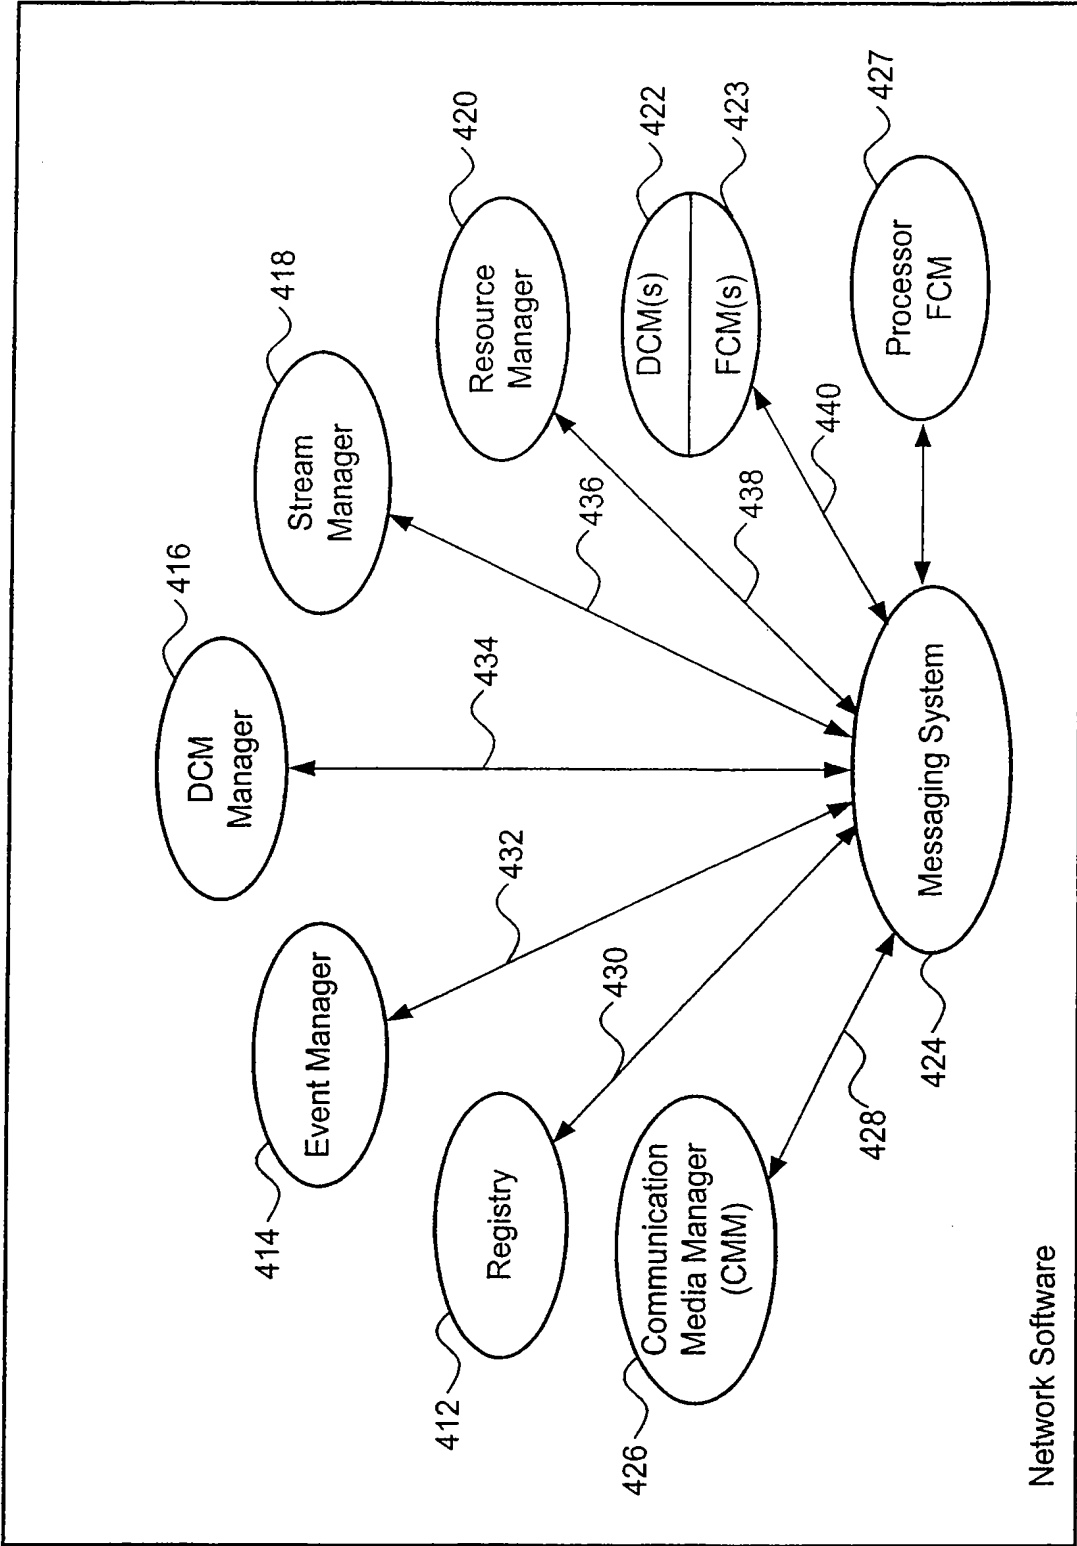 416
DCM
Manager
418
Stream
Manager
414
Event Manager
420
Resource
Manager
412
Registry
434
436
432
438
430
422
DCM(s)
FCM(s)
423
426
Communication
Media Manager
(CMM)
440
427
Processor
FCM
428
424
Messaging System
Network Software